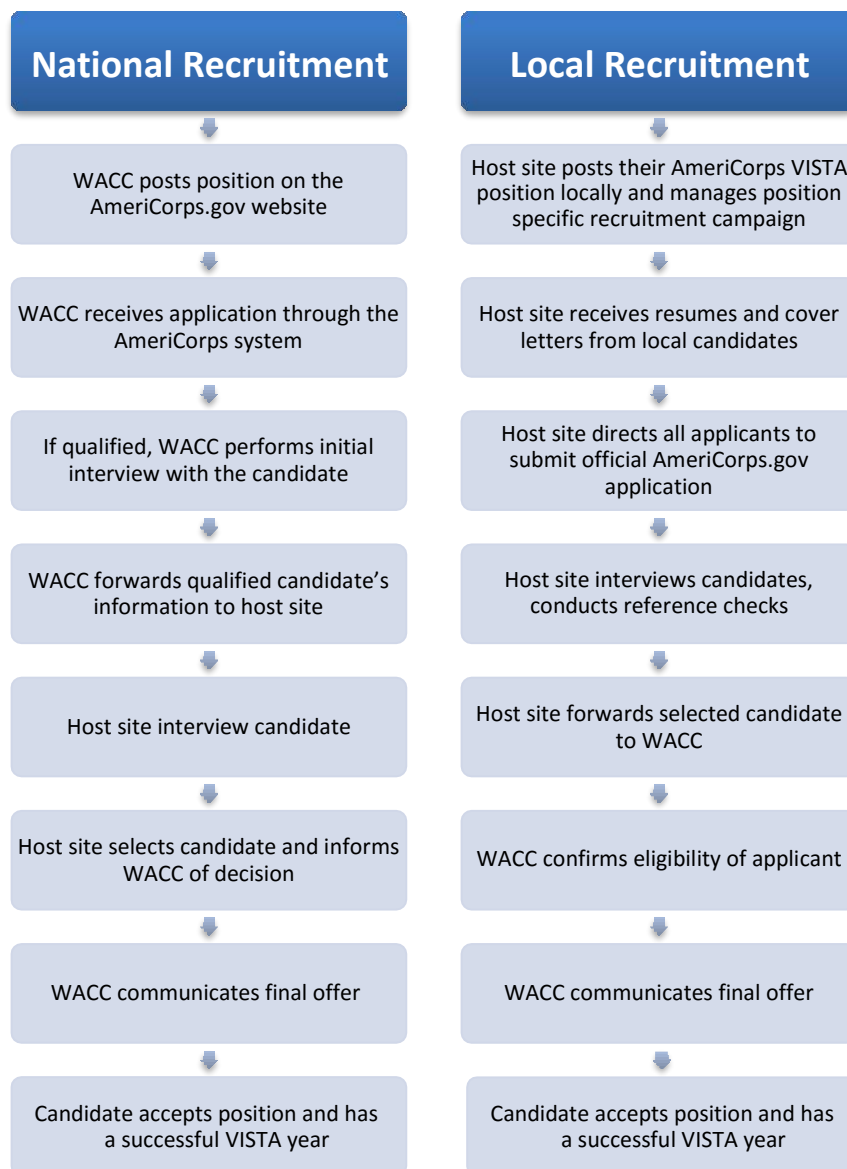 National Recruitment
WACC posts position on the
AmeriCorps.gov website
WACC receives application through the
AmeriCorps system
If qualified, WACC performs initial
interview with the candidate
WACC forwards qualified candidate’s
information to host site
Host site interview candidate
Host site selects candidate and informs
WACC of decision
WACC communicates final offer
Candidate accepts position and has
a successful VISTA year
Local Recruitment
Host site posts their AmeriCorps VISTA
position locally and manages position
specific recruitment campaign
Host site receives resumes and cover
letters from local candidates
Host site directs all applicants to
submit official AmeriCorps.gov
application
Host site interviews candidates,
conducts reference checks
Host site forwards selected candidate
to WACC
WACC confirms eligibility of applicant
WACC communicates final offer
Candidate accepts position and has
a successful VISTA year